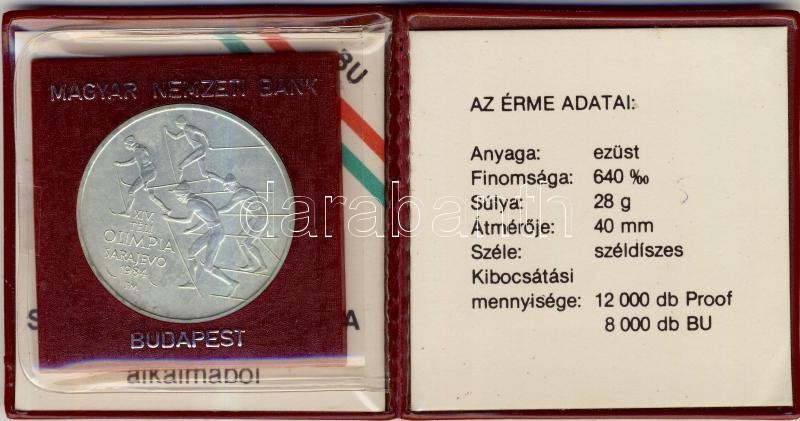 BU
MAGYAR NEMZETI BANK
XIV.
TÉLI
OLIMPIA
SARAJEVO
1984
BUDAPEST
alkalmából
AZ ÉRME ADATAI:
Anyaga: ezüst
Finomsága: 640 ‰
Súlya: 28 g
Átmérője: 40 mm
Széle: széldíszes
Kibocsátási
mennyisége: 12 000 db Proof
8 000 db BU
darabanth